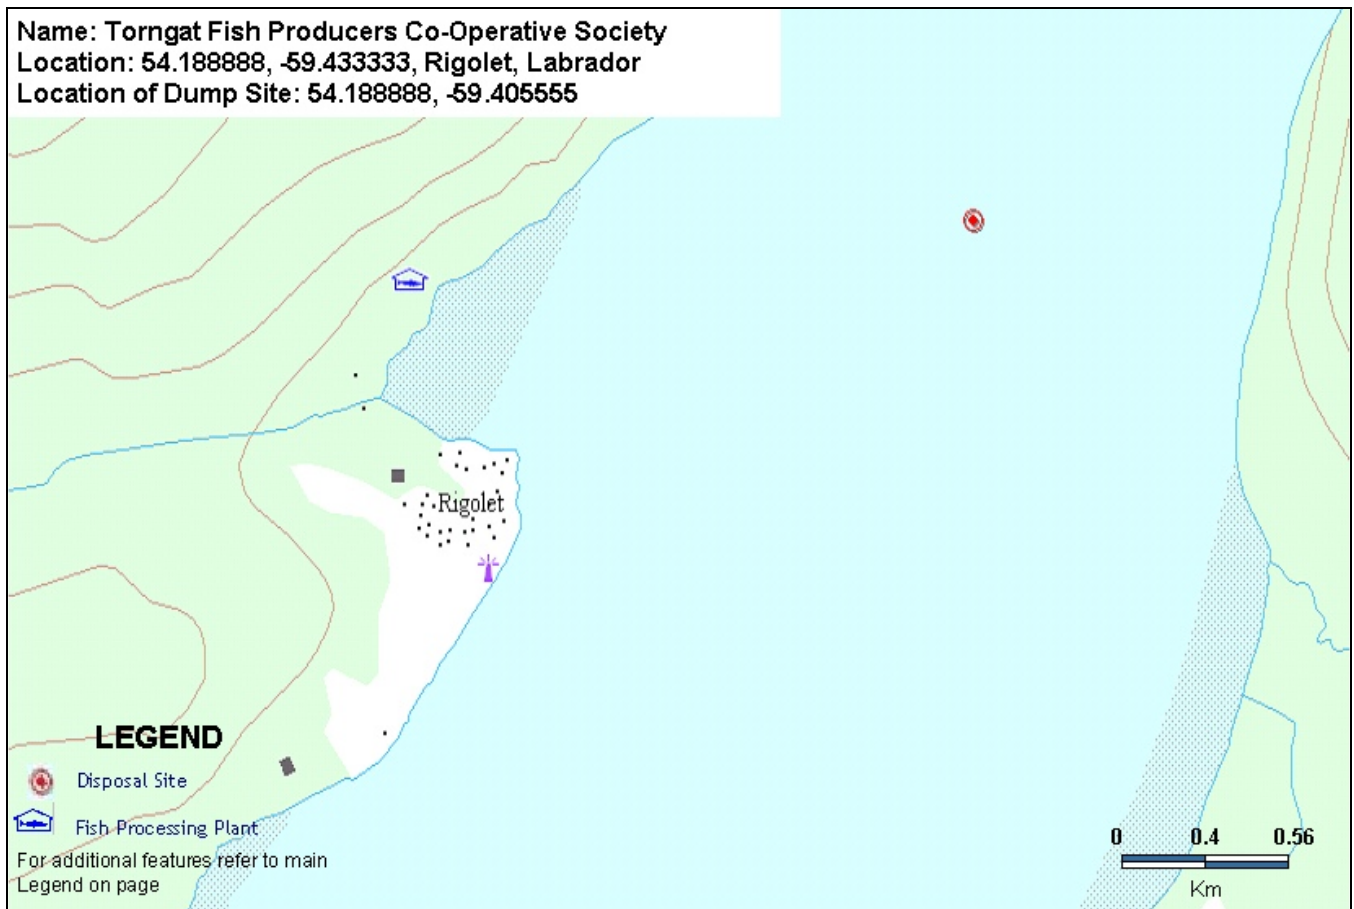 Name: Torngat Fish Producers Co-Operative Society
Location: 54.188888, -59.433333, Rigolet, Labrador
Location of Dump Site: 54.188888, -59.405555
Rigolet
LEGEND
Disposal Site
Fish Processing Plant
For additional features refer to main
Legend on page
0 0.4 0.56
Km